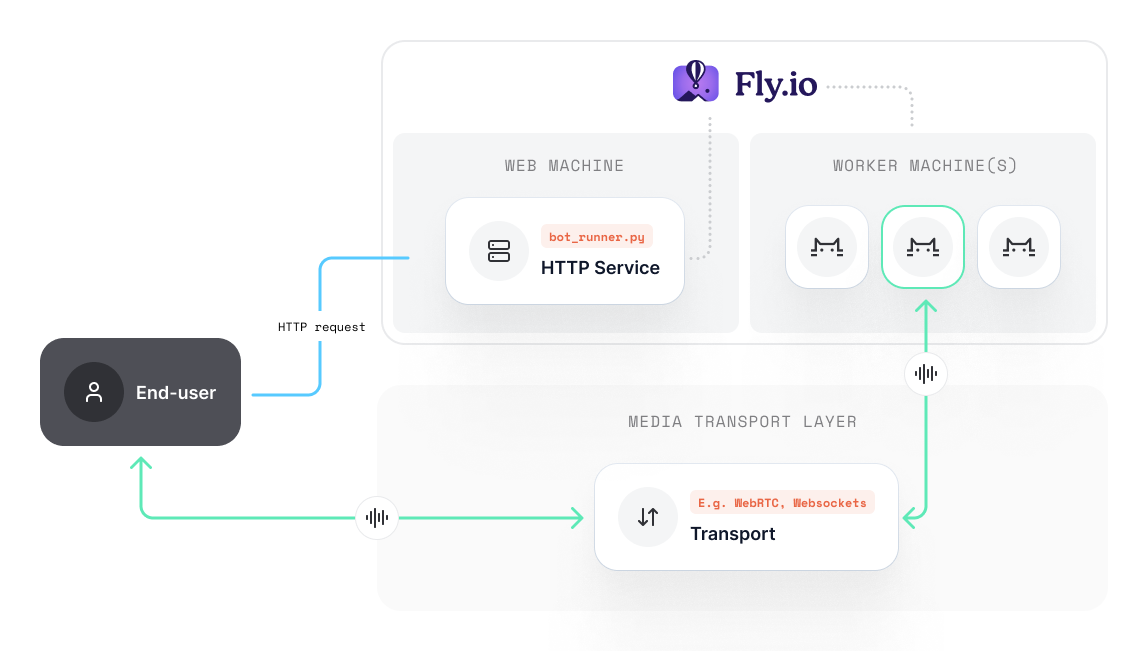 Fly.io
WEB MACHINE
WORKER MACHINE(S)
bot_runner.py
HTTP Service
HTTP request
End-user
MEDIA TRANSPORT LAYER
E.g. WebRTC, Websockets
Transport